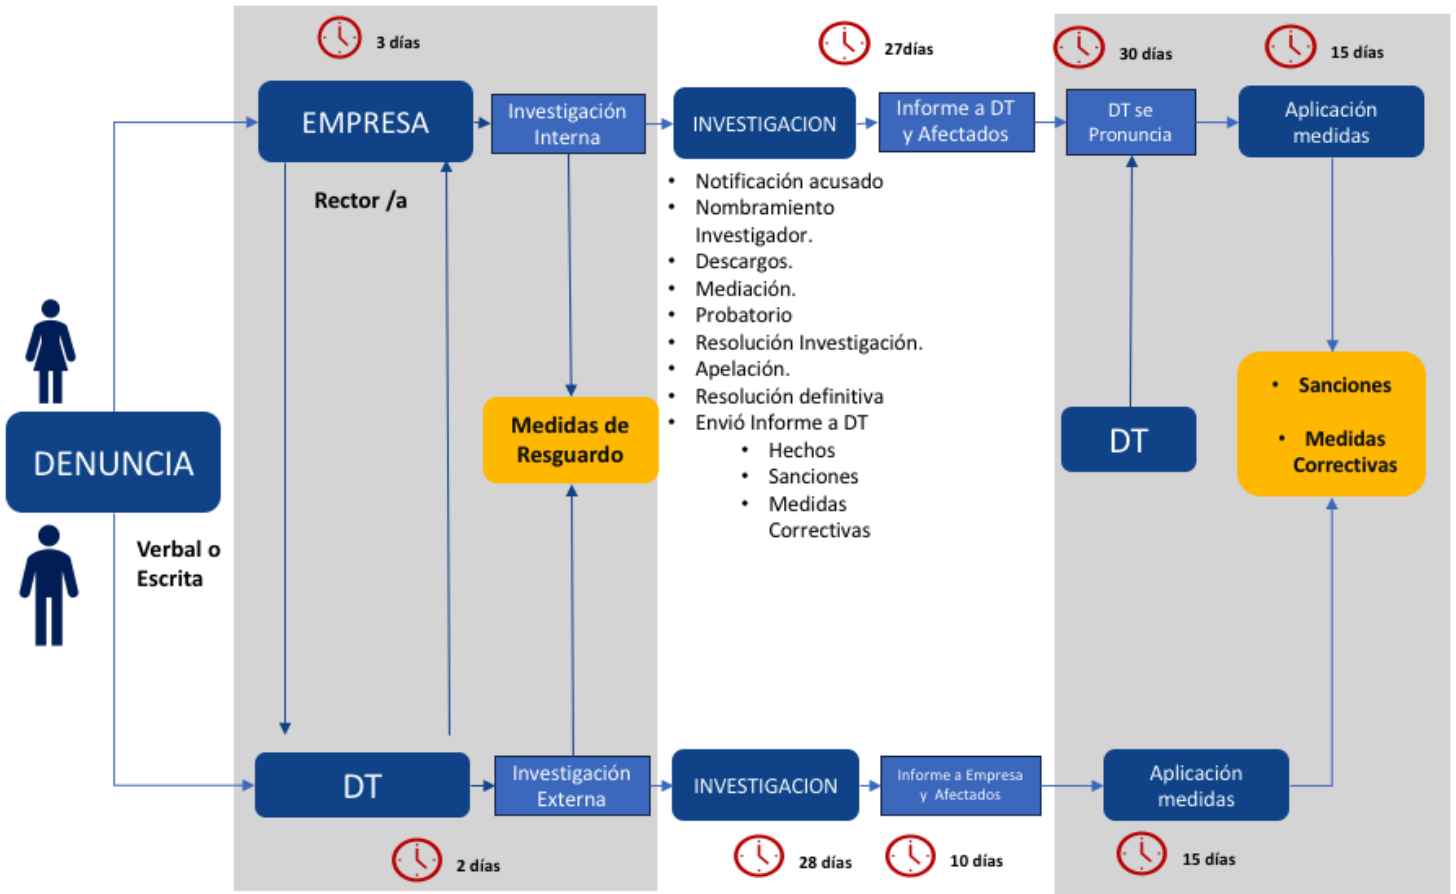 3 días
27días
30 días
15 días
EMPRESA
Investigación
Interna
INVESTIGACION
Informe a DT
y Afectados
DT se
Pronuncia
Aplicación
medidas
Rector /a
• Notificación acusado
• Nombramiento
Investigador.
• Descargos.
• Mediación.
• Probatorio
• Resolución Investigación.
• Apelación.
• Resolución definitiva
• Envió Informe a DT
• Hechos
• Sanciones
• Medidas
Correctivas
Medidas de
Resguardo
DT
• Sanciones
• Medidas
Correctivas
DENUNCIA
Verbal o
Escrita
DT
Investigación
Externa
INVESTIGACION
Informe a Empresa
y Afectados
Aplicación
medidas
2 días
28 días
10 días
15 días